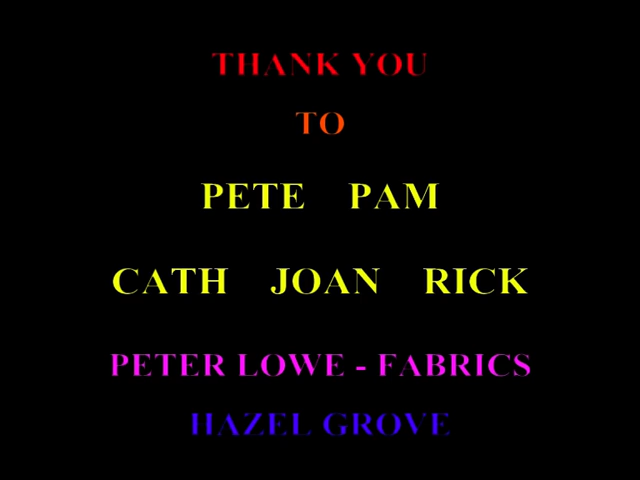 THANK YOU
TO
PETE PAM
CATH JOAN RICK
PETER LOWE - FABRICS
HAZEL GROVE